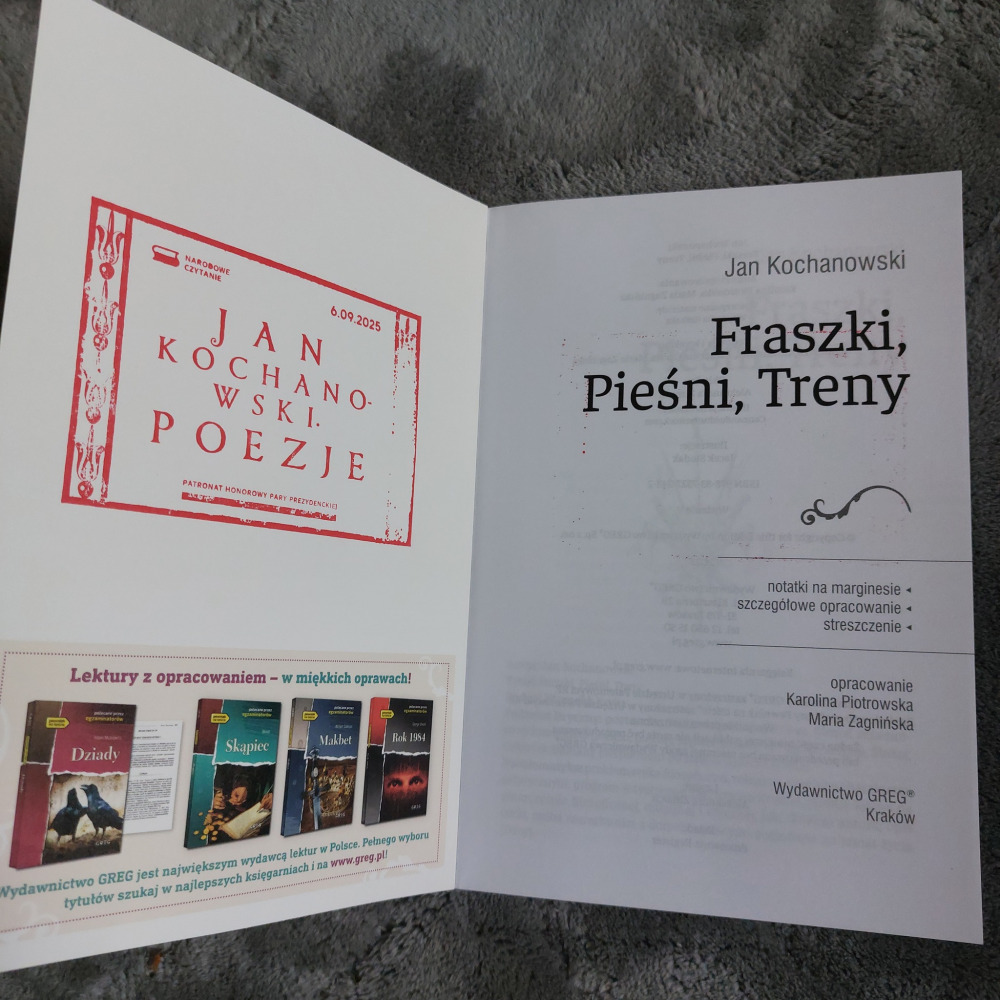 NARODOWE
CZYTANIE
6.09.2025
JAN
KOCHANO-
WSKI.
POEZJE
PATRONAT HONOROWY PARY PREZYDENCKIEJ
Lektury z opracowaniem – w miękkich oprawach!
Dziady
GREG
Skąpiec
Makbet
Rok 1984
Wydawnictwo GREG jest największym wydawcą lektur w Polsce. Pełnego wyboru
tytułów szukaj w najlepszych księgarniach i na www.greg.pl!
Jan Kochanowski
Fraszki,
Pieśni, Treny
notatki na marginesie
szczegółowe opracowanie
streszczenie
opracowanie
Karolina Piotrowska
Maria Zagnińska
Wydawnictwo GREG®
Kraków